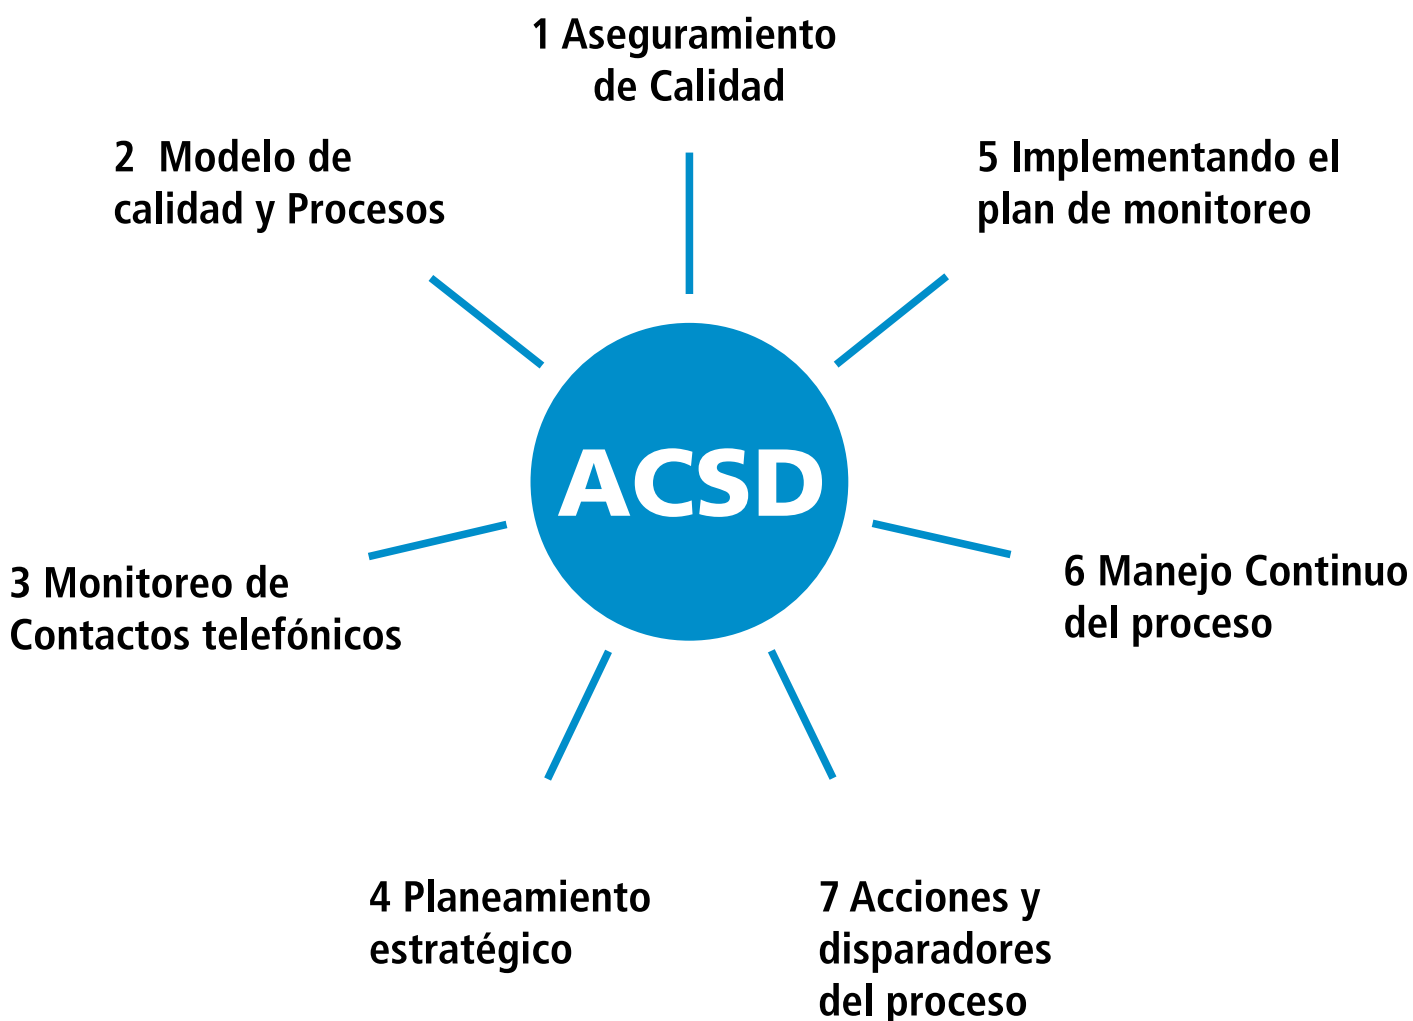 1 Aseguramiento
de Calidad
2 Modelo de
calidad y Procesos
5 Implementando el
plan de monitoreo
ACSD
3 Monitoreo de
Contactos telefónicos
6 Manejo Continuo
del proceso
4 Planeamiento
estratégico
7 Acciones y
disparadores
del proceso